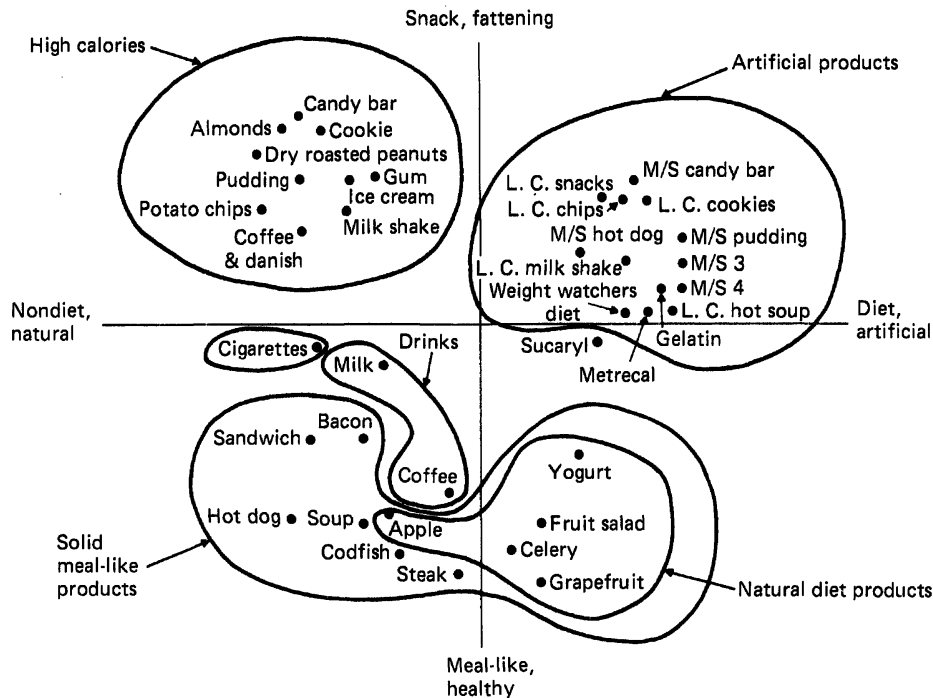 Snack, fattening
High calories
Artificial products
Candy bar
Almonds
Cookie
Dry roasted peanuts
Pudding
Gum
Ice cream
Potato chips
Milk shake
Coffee
& danish
M/S candy bar
L. C. snacks
L. C. chips
L. C. cookies
M/S hot dog
M/S pudding
L. C. milk shake
M/S 3
Weight watchers
diet
M/S 4
L. C. hot soup
Nondiet,
natural
Diet,
artificial
Cigarettes
Milk
Drinks
Sucaryl
Gelatin
Metrecal
Sandwich
Bacon
Coffee
Yogurt
Hot dog
Soup
Apple
Fruit salad
Codfish
Celery
Steak
Grapefruit
Solid
meal-like
products
Natural diet products
Meal-like,
healthy